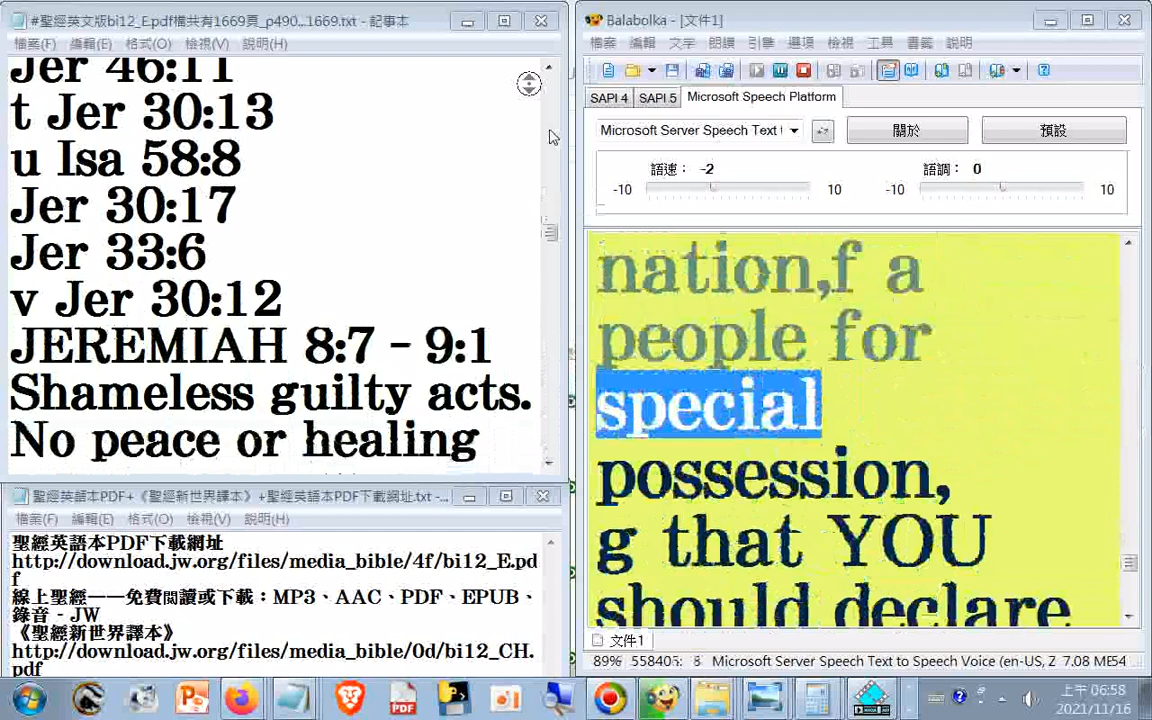 #聖經英文版bi12_E.pdf檔共有1669頁_p490,...1669.txt - 記事本
檔案(F) 編輯(E) 格式(O) 檢視(V) 說明(H)
Jer 46:11
t Jer 30:13
u Isa 58:8
Jer 30:17
Jer 33:6
v Jer 30:12
JEREMIAH 8:7 – 9:1
Shameless guilty acts.
No peace or healing
聖經英語本PDF+《聖經新世界譯本》+聖經英語本PDF下載網址.txt -...
檔案(F) 編輯(E) 格式(O) 檢視(V) 說明(H)
聖經英語本PDF下載網址
http://download.jw.org/files/media_bible/4f/bi12_E.pd
f
線上聖經——免費閱讀或下載：MP3、AAC、PDF、EPUB、
錄音 - JW
《聖經新世界譯本》
http://download.jw.org/files/media_bible/0d/bi12_CH.
pdf
Balabolka - [文件1]
檔案 編輯 文字 朗讀 引擎 選項 檢視 工具 書籤 說明
SAPI 4 SAPI 5 Microsoft Speech Platform
Microsoft Server Speech Text 關於 預設
語速： -2 語調： 0
-10 10 -10 10
nation,f a
people for
special
possession,
g that YOU
should declare
文件1
89% 558405: 8 Microsoft Server Speech Text to Speech Voice (en-US, Z 7.08 ME54
上午 06:58
2021/11/16